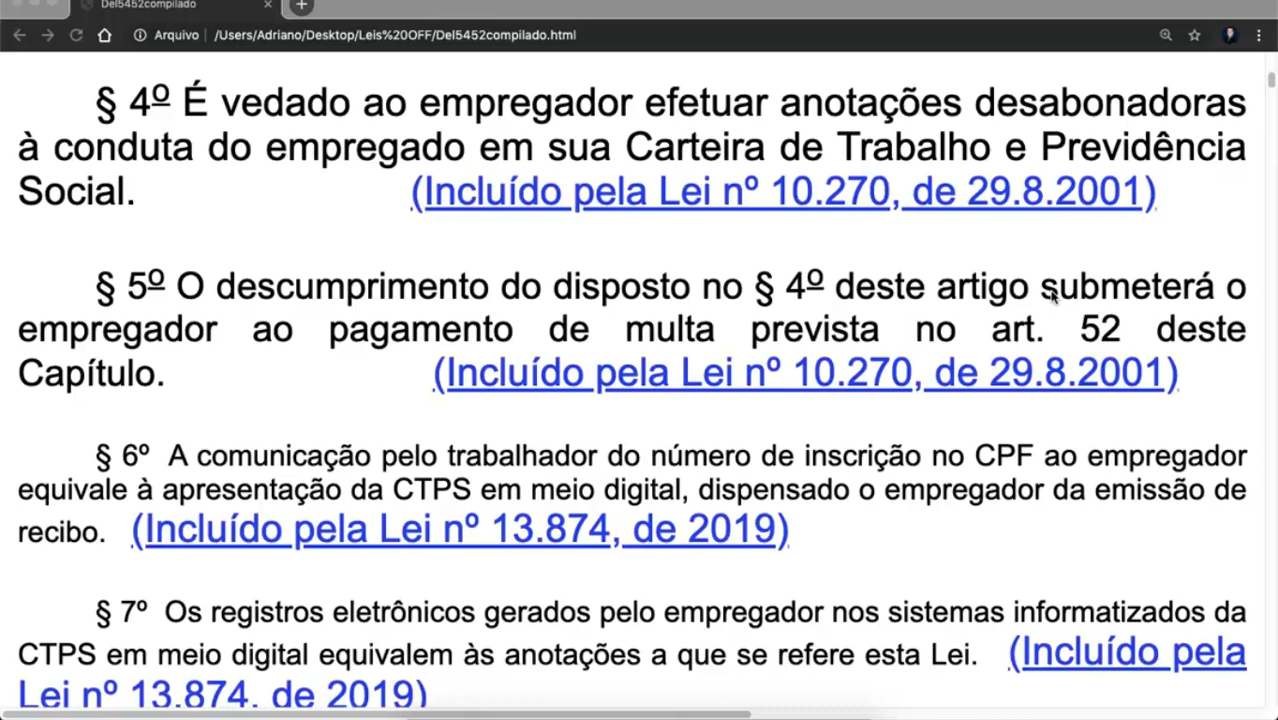 Del5452compilado
Arquivo /Users/Adriano/Desktop/Leis%20OFF/Del5452compilado.html
§ 4º É vedado ao empregador efetuar anotações desabonadoras
à conduta do empregado em sua Carteira de Trabalho e Previdência
Social. (Incluído pela Lei nº 10.270, de 29.8.2001)
§ 5º O descumprimento do disposto no § 4º deste artigo submeterá o
empregador ao pagamento de multa prevista no art. 52 deste
Capítulo. (Incluído pela Lei nº 10.270, de 29.8.2001)
§ 6º A comunicação pelo trabalhador do número de inscrição no CPF ao empregador
equivale à apresentação da CTPS em meio digital, dispensado o empregador da emissão de
recibo. (Incluído pela Lei nº 13.874, de 2019)
§ 7º Os registros eletrônicos gerados pelo empregador nos sistemas informatizados da
CTPS em meio digital equivalem às anotações a que se refere esta Lei. (Incluído pela
Lei nº 13.874, de 2019)